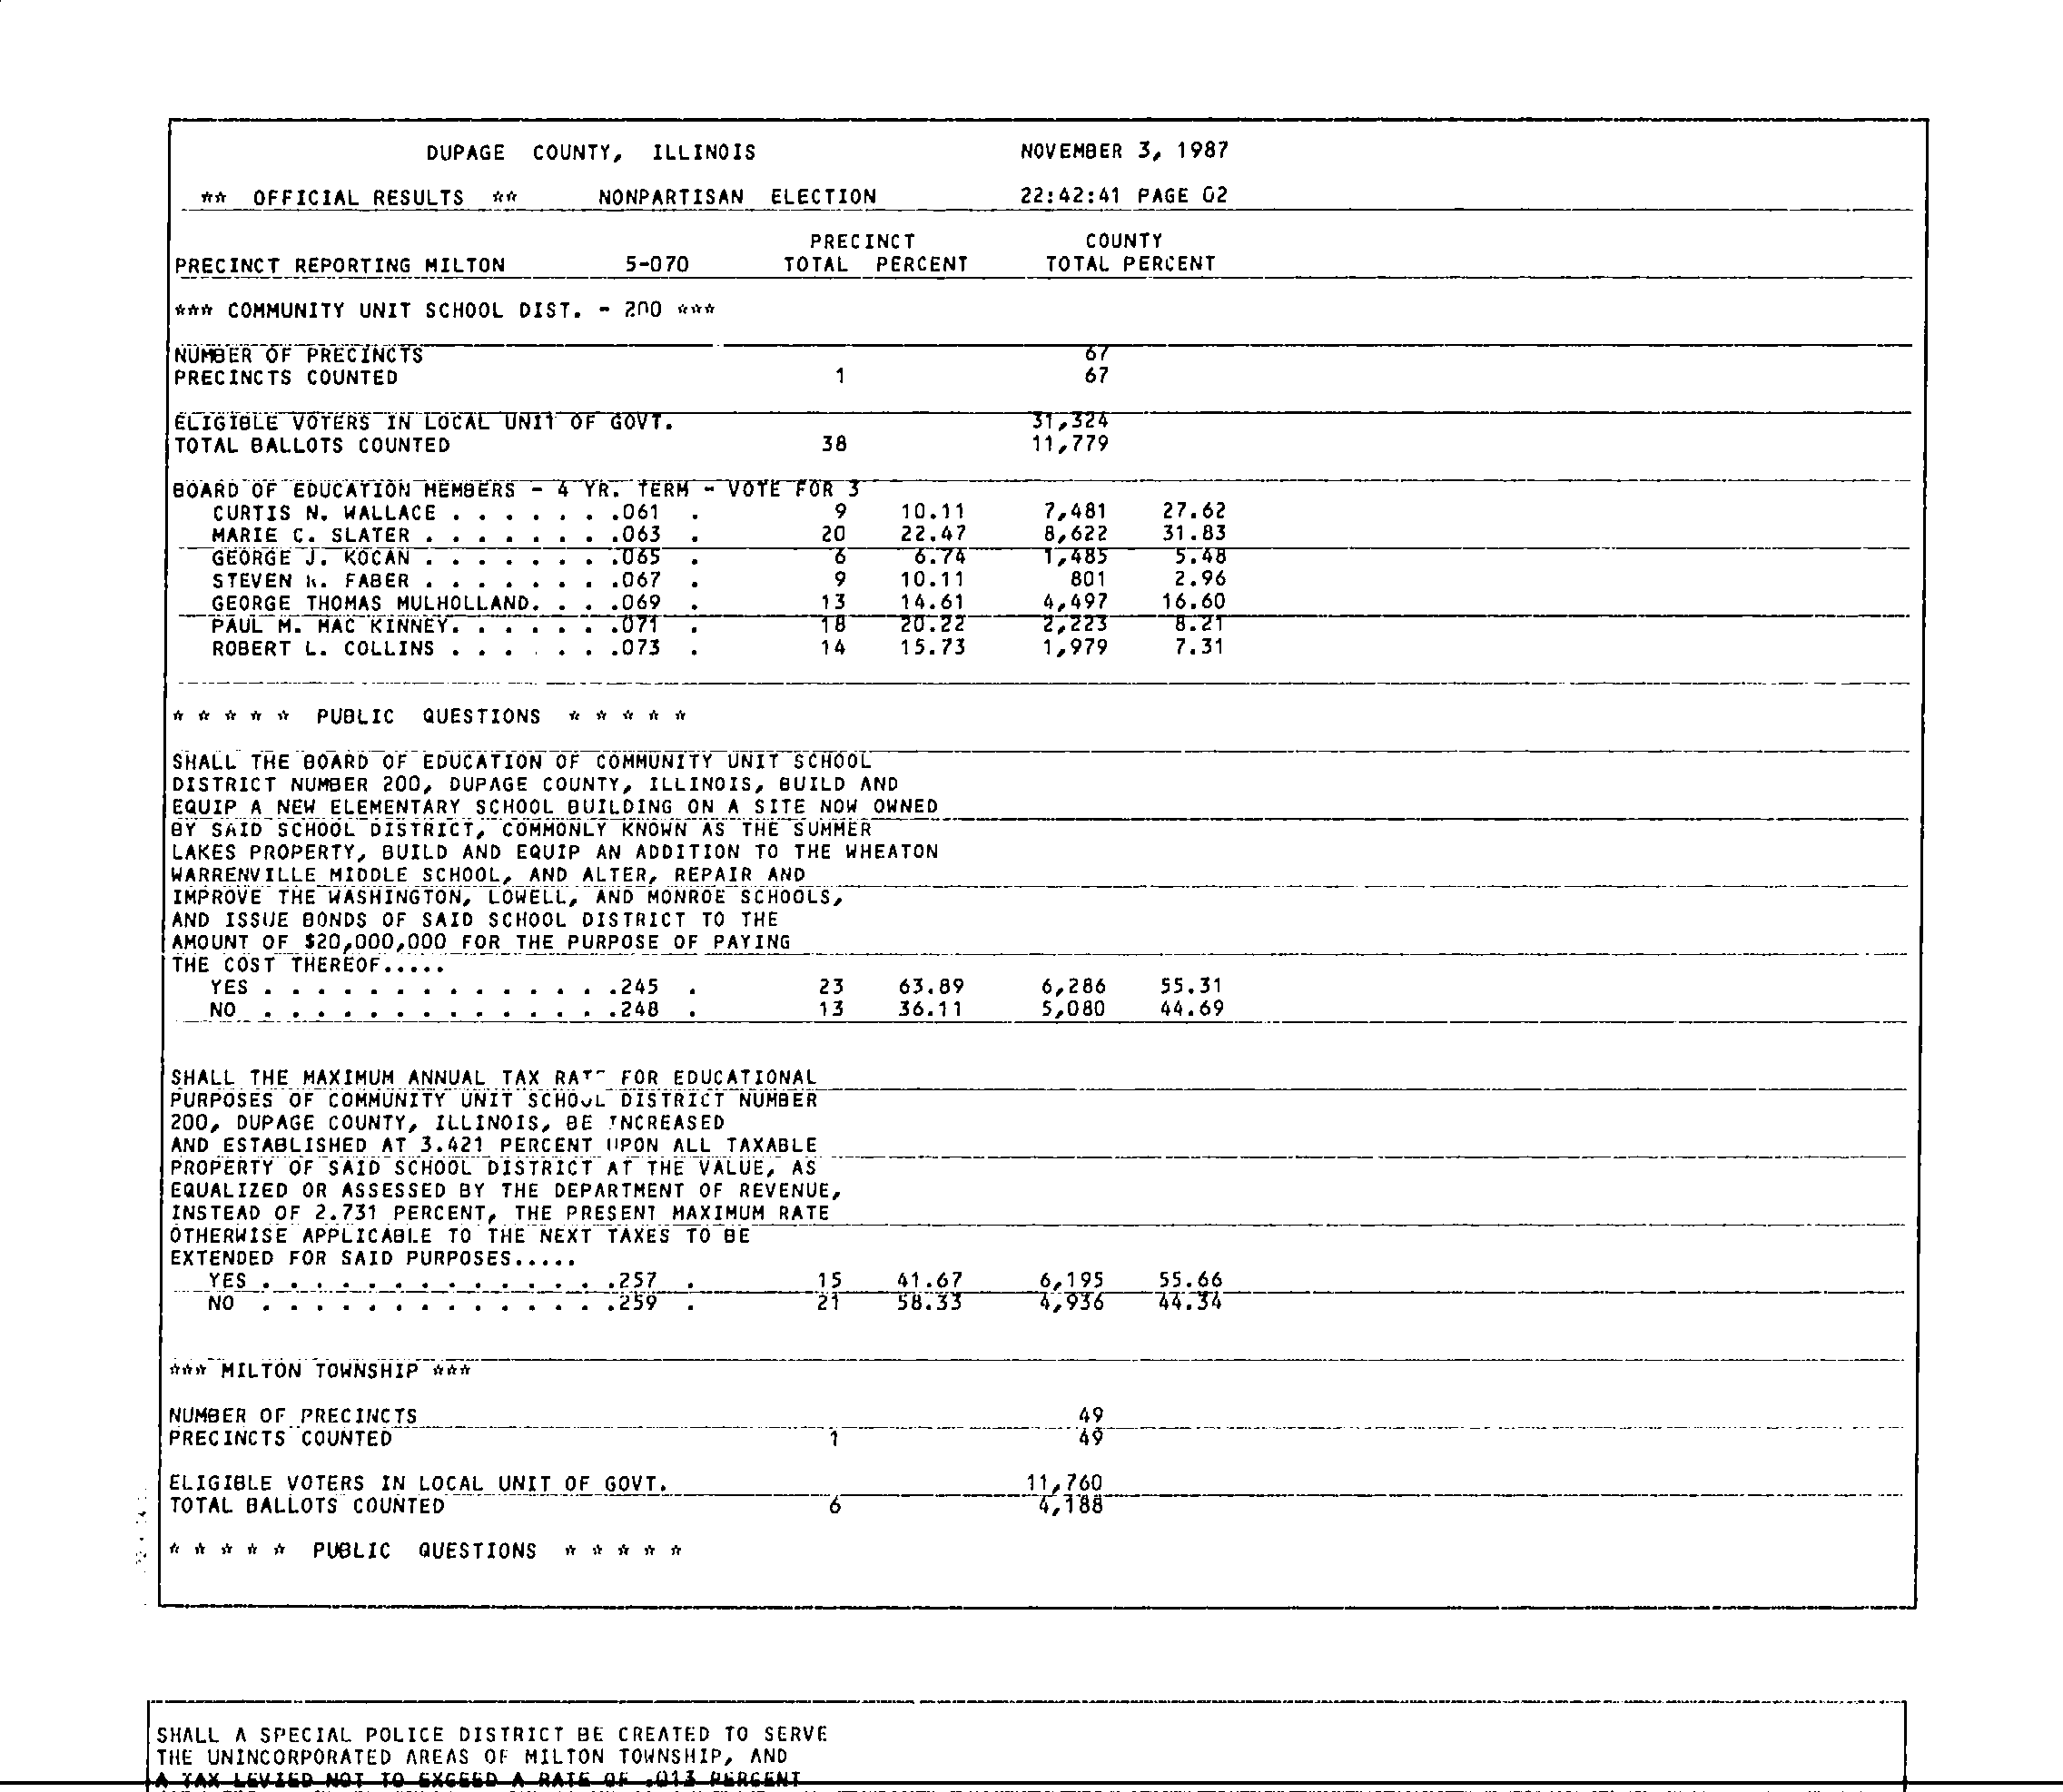 DUPAGE COUNTY, ILLINOIS NOVEMBER 3, 1987
** OFFICIAL RESULTS ** NONPARTISAN ELECTION 22:42:41 PAGE 02
PRECINCT COUNTY
PRECINCT REPORTING MILTON 5-070 TOTAL PERCENT TOTAL PERCENT
*** COMMUNITY UNIT SCHOOL DIST. - 200 ***
NUMBER OF PRECINCTS 67
PRECINCTS COUNTED 1 67
ELIGIBLE VOTERS IN LOCAL UNIT OF GOVT. 31,324
TOTAL BALLOTS COUNTED 38 11,779
BOARD OF EDUCATION MEMBERS - 4 YR. TERM - VOTE FOR 3
CURTIS N. WALLACE . . . . . . .061 . 9 10.11 7,481 27.62
MARIE C. SLATER . . . . . . . .063 . 20 22.47 8,622 31.83
GEORGE J. KOCAN . . . . . . . .065 . 6 6.74 1,485 5.48
STEVEN K. FABER . . . . . . . .067 . 9 10.11 801 2.96
GEORGE THOMAS MULHOLLAND. . . .069 . 13 14.61 4,497 16.60
PAUL M. MAC KINNEY. . . . . . .071 . 18 20.22 2,223 8.21
ROBERT L. COLLINS . . . . . . .073 . 14 15.73 1,979 7.31
* * * * * PUBLIC QUESTIONS * * * * *
SHALL THE BOARD OF EDUCATION OF COMMUNITY UNIT SCHOOL
DISTRICT NUMBER 200, DUPAGE COUNTY, ILLINOIS, BUILD AND
EQUIP A NEW ELEMENTARY SCHOOL BUILDING ON A SITE NOW OWNED
BY SAID SCHOOL DISTRICT, COMMONLY KNOWN AS THE SUMMER
LAKES PROPERTY, BUILD AND EQUIP AN ADDITION TO THE WHEATON
WARRENVILLE MIDDLE SCHOOL, AND ALTER, REPAIR AND
IMPROVE THE WASHINGTON, LOWELL, AND MONROE SCHOOLS,
AND ISSUE BONDS OF SAID SCHOOL DISTRICT TO THE
AMOUNT OF $20,000,000 FOR THE PURPOSE OF PAYING
THE COST THEREOF.....
YES . . . . . . . . . . . . . .245 . 23 63.89 6,286 55.31
NO . . . . . . . . . . . . . .248 . 13 36.11 5,080 44.69
SHALL THE MAXIMUM ANNUAL TAX RATE FOR EDUCATIONAL
PURPOSES OF COMMUNITY UNIT SCHOOL DISTRICT NUMBER
200, DUPAGE COUNTY, ILLINOIS, BE INCREASED
AND ESTABLISHED AT 3.421 PERCENT UPON ALL TAXABLE
PROPERTY OF SAID SCHOOL DISTRICT AT THE VALUE, AS
EQUALIZED OR ASSESSED BY THE DEPARTMENT OF REVENUE,
INSTEAD OF 2.731 PERCENT, THE PRESENT MAXIMUM RATE
OTHERWISE APPLICABLE TO THE NEXT TAXES TO BE
EXTENDED FOR SAID PURPOSES.....
YES . . . . . . . . . . . . . .257 . 15 41.67 6,195 55.66
NO . . . . . . . . . . . . . .259 . 21 58.33 4,936 44.34
*** MILTON TOWNSHIP ***
NUMBER OF PRECINCTS 49
PRECINCTS COUNTED 1 49
ELIGIBLE VOTERS IN LOCAL UNIT OF GOVT. 11,760
TOTAL BALLOTS COUNTED 6 4,188
* * * * * PUBLIC QUESTIONS * * * * *
SHALL A SPECIAL POLICE DISTRICT BE CREATED TO SERVE
THE UNINCORPORATED AREAS OF MILTON TOWNSHIP, AND
A TAX LEVIED NOT TO EXCEED A RATE OF .013 PERCENT